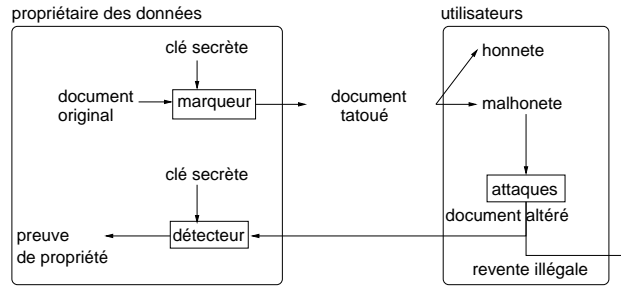 propriétaire des données
utilisateurs
clé secrète
honnete
document
original
marqueur
document
tatoué
malhonete
clé secrète
attaques
document altéré
preuve
de propriété
détecteur
revente illégale